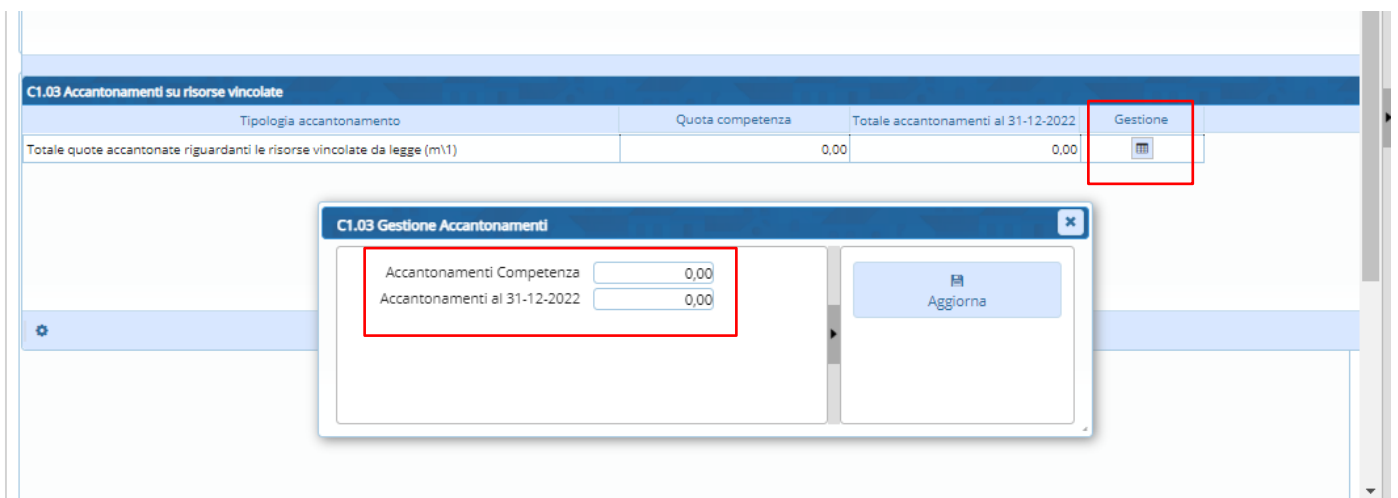 C1.03 Accantonamenti su risorse vincolate
Tipologia accantonamento Quota competenza Totale accantonamenti al 31-12-2022 Gestione
Totale quote accantonate riguardanti le risorse vincolate da legge (m\1) 0,00 0,00
C1.03 Gestione Accantonamenti
Accantonamenti Competenza 0,00
Accantonamenti al 31-12-2022 0,00
Aggiorna